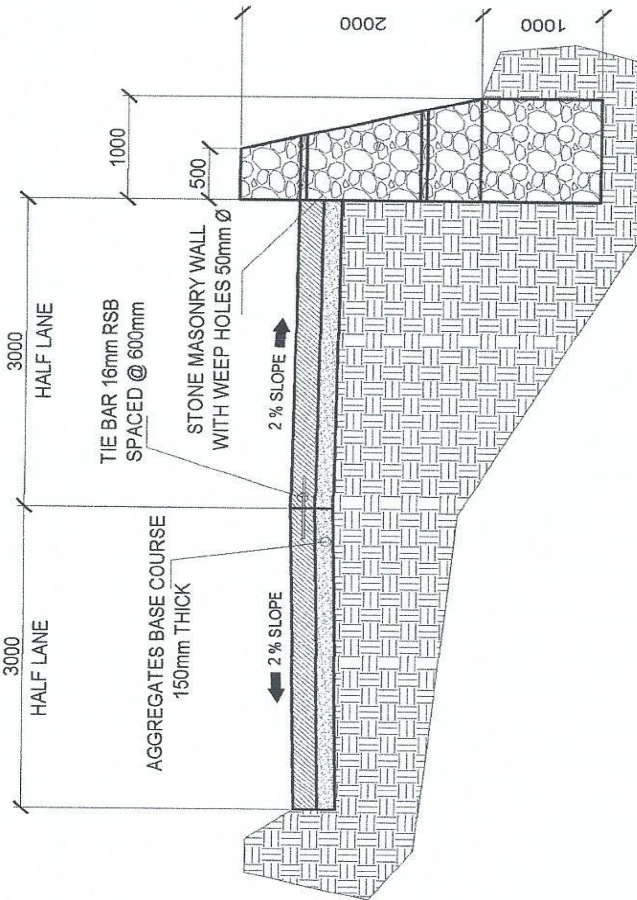 3000
HALF LANE
3000
HALF LANE
1000
500
2000
1000
TIE BAR 16mm RSB
SPACED @ 600mm
AGGREGATES BASE COURSE
150mm THICK
STONE MASONRY WALL
WITH WEEP HOLES 50mm Ø
2 % SLOPE
2 % SLOPE